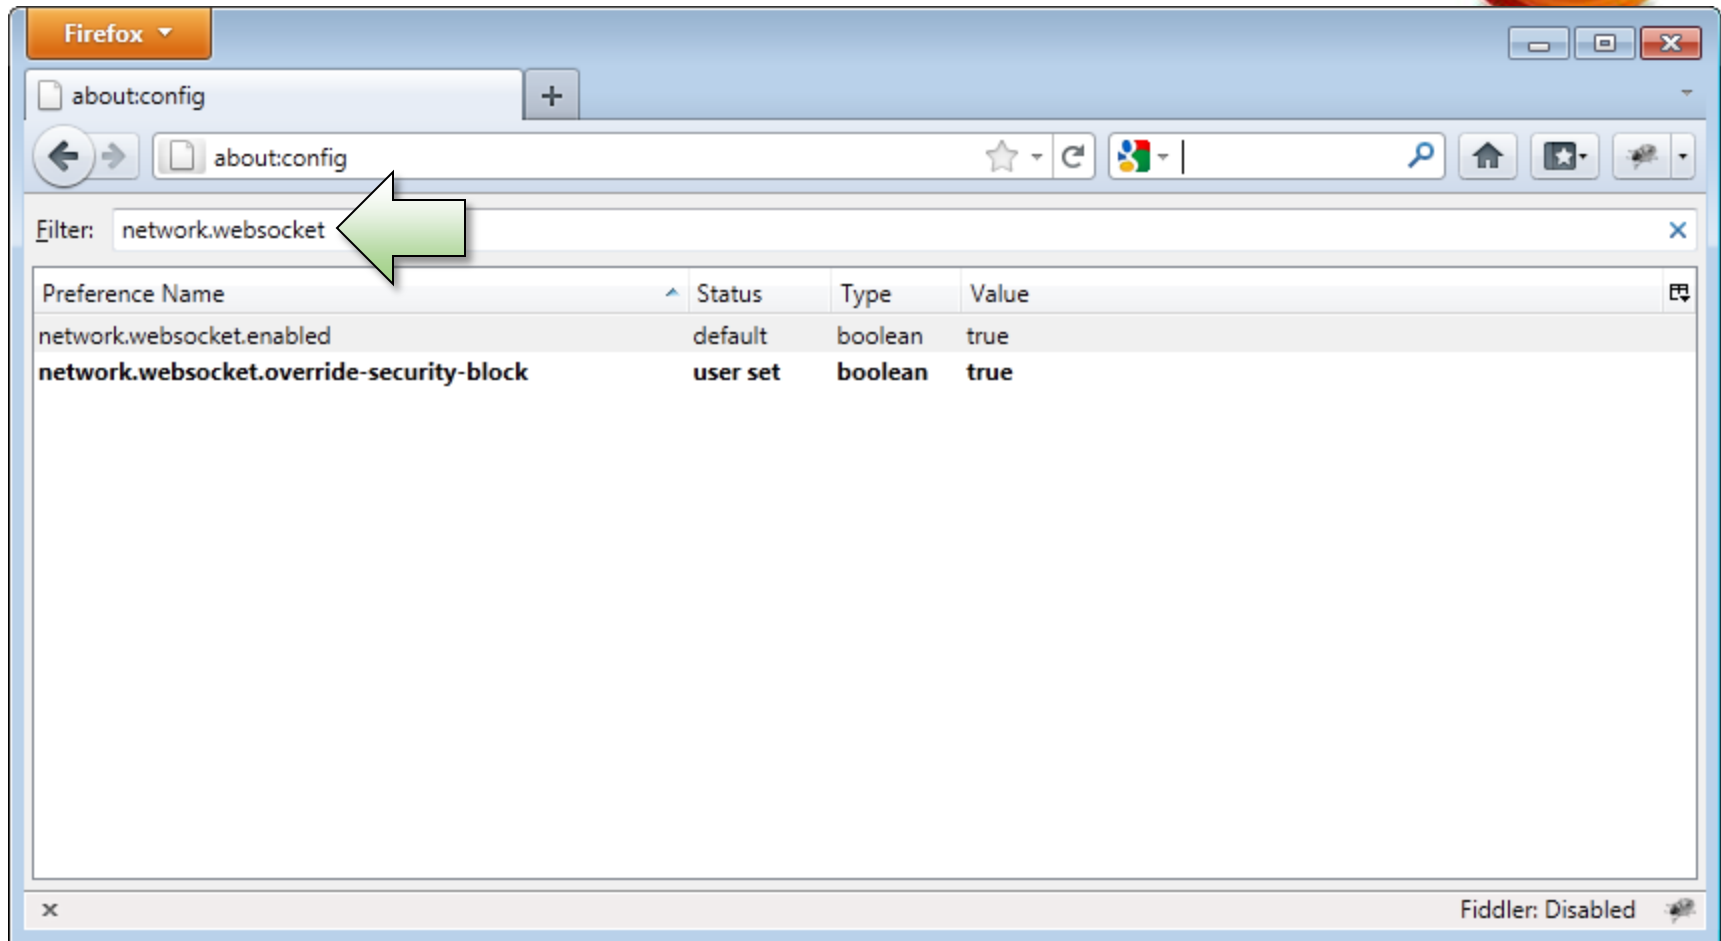 Firefox
about:config
about:config
Filter: network.websocket
Preference Name Status Type Value
network.websocket.enabled default boolean true
network.websocket.override-security-block user set boolean true
Fiddler: Disabled